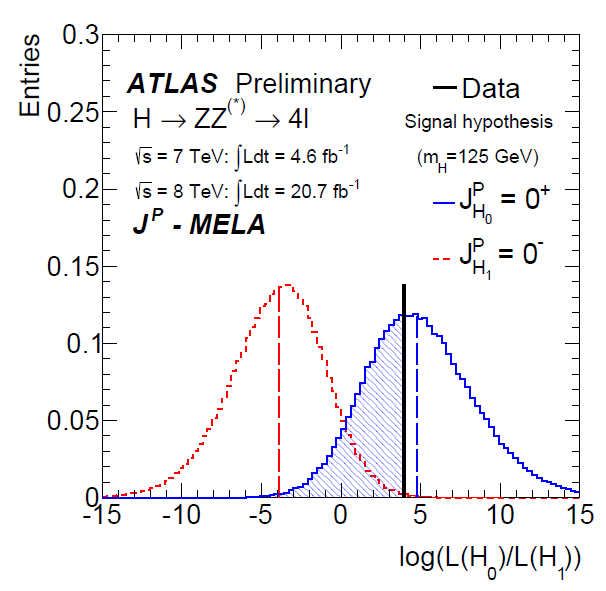 Entries
0.3
0.25
0.2
0.15
0.1
0.05
0
ATLAS Preliminary
H → ZZ(*) → 4l
√s = 7 TeV: ∫Ldt = 4.6 fb-1
√s = 8 TeV: ∫Ldt = 20.7 fb-1
JP - MELA
Data
Signal hypothesis
(mH=125 GeV)
JPH0 = 0+
JPH1 = 0-
-15 -10 -5 0 5 10 15
log(L(H0)/L(H1))